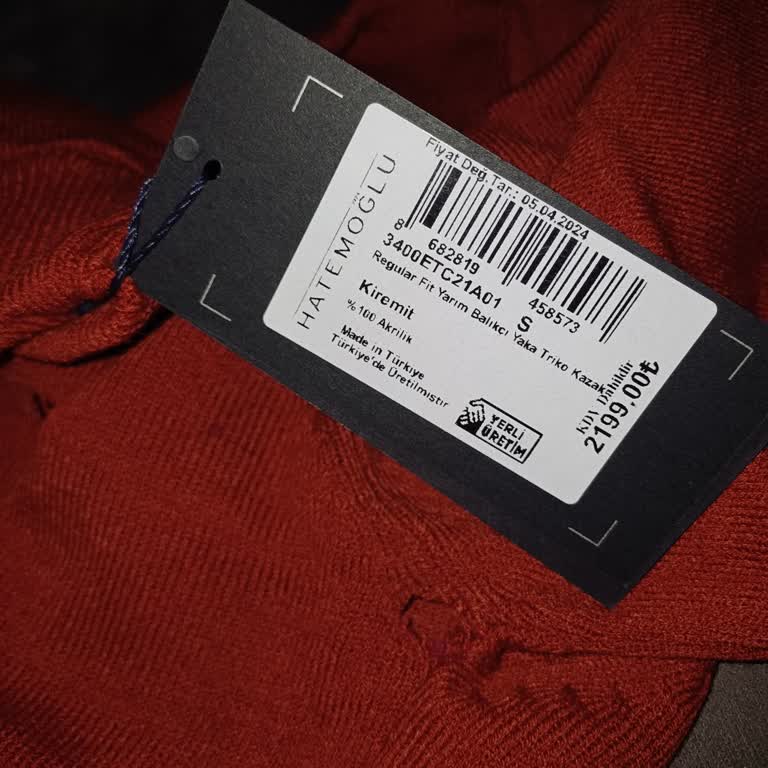 HATEMOĞLU
Fiyat Değ.Tar.: 05.04.2024
8 682819 458573
3400ETC21A01 S
Regular Fit Yarım Balıkçı Yaka Triko Kazak
Kiremit
%100 Akrilik
Made in Türkiye
Türkiye'de Üretilmiştir
YERLİ
ÜRETİM
KDV Dahildir
2199,00₺